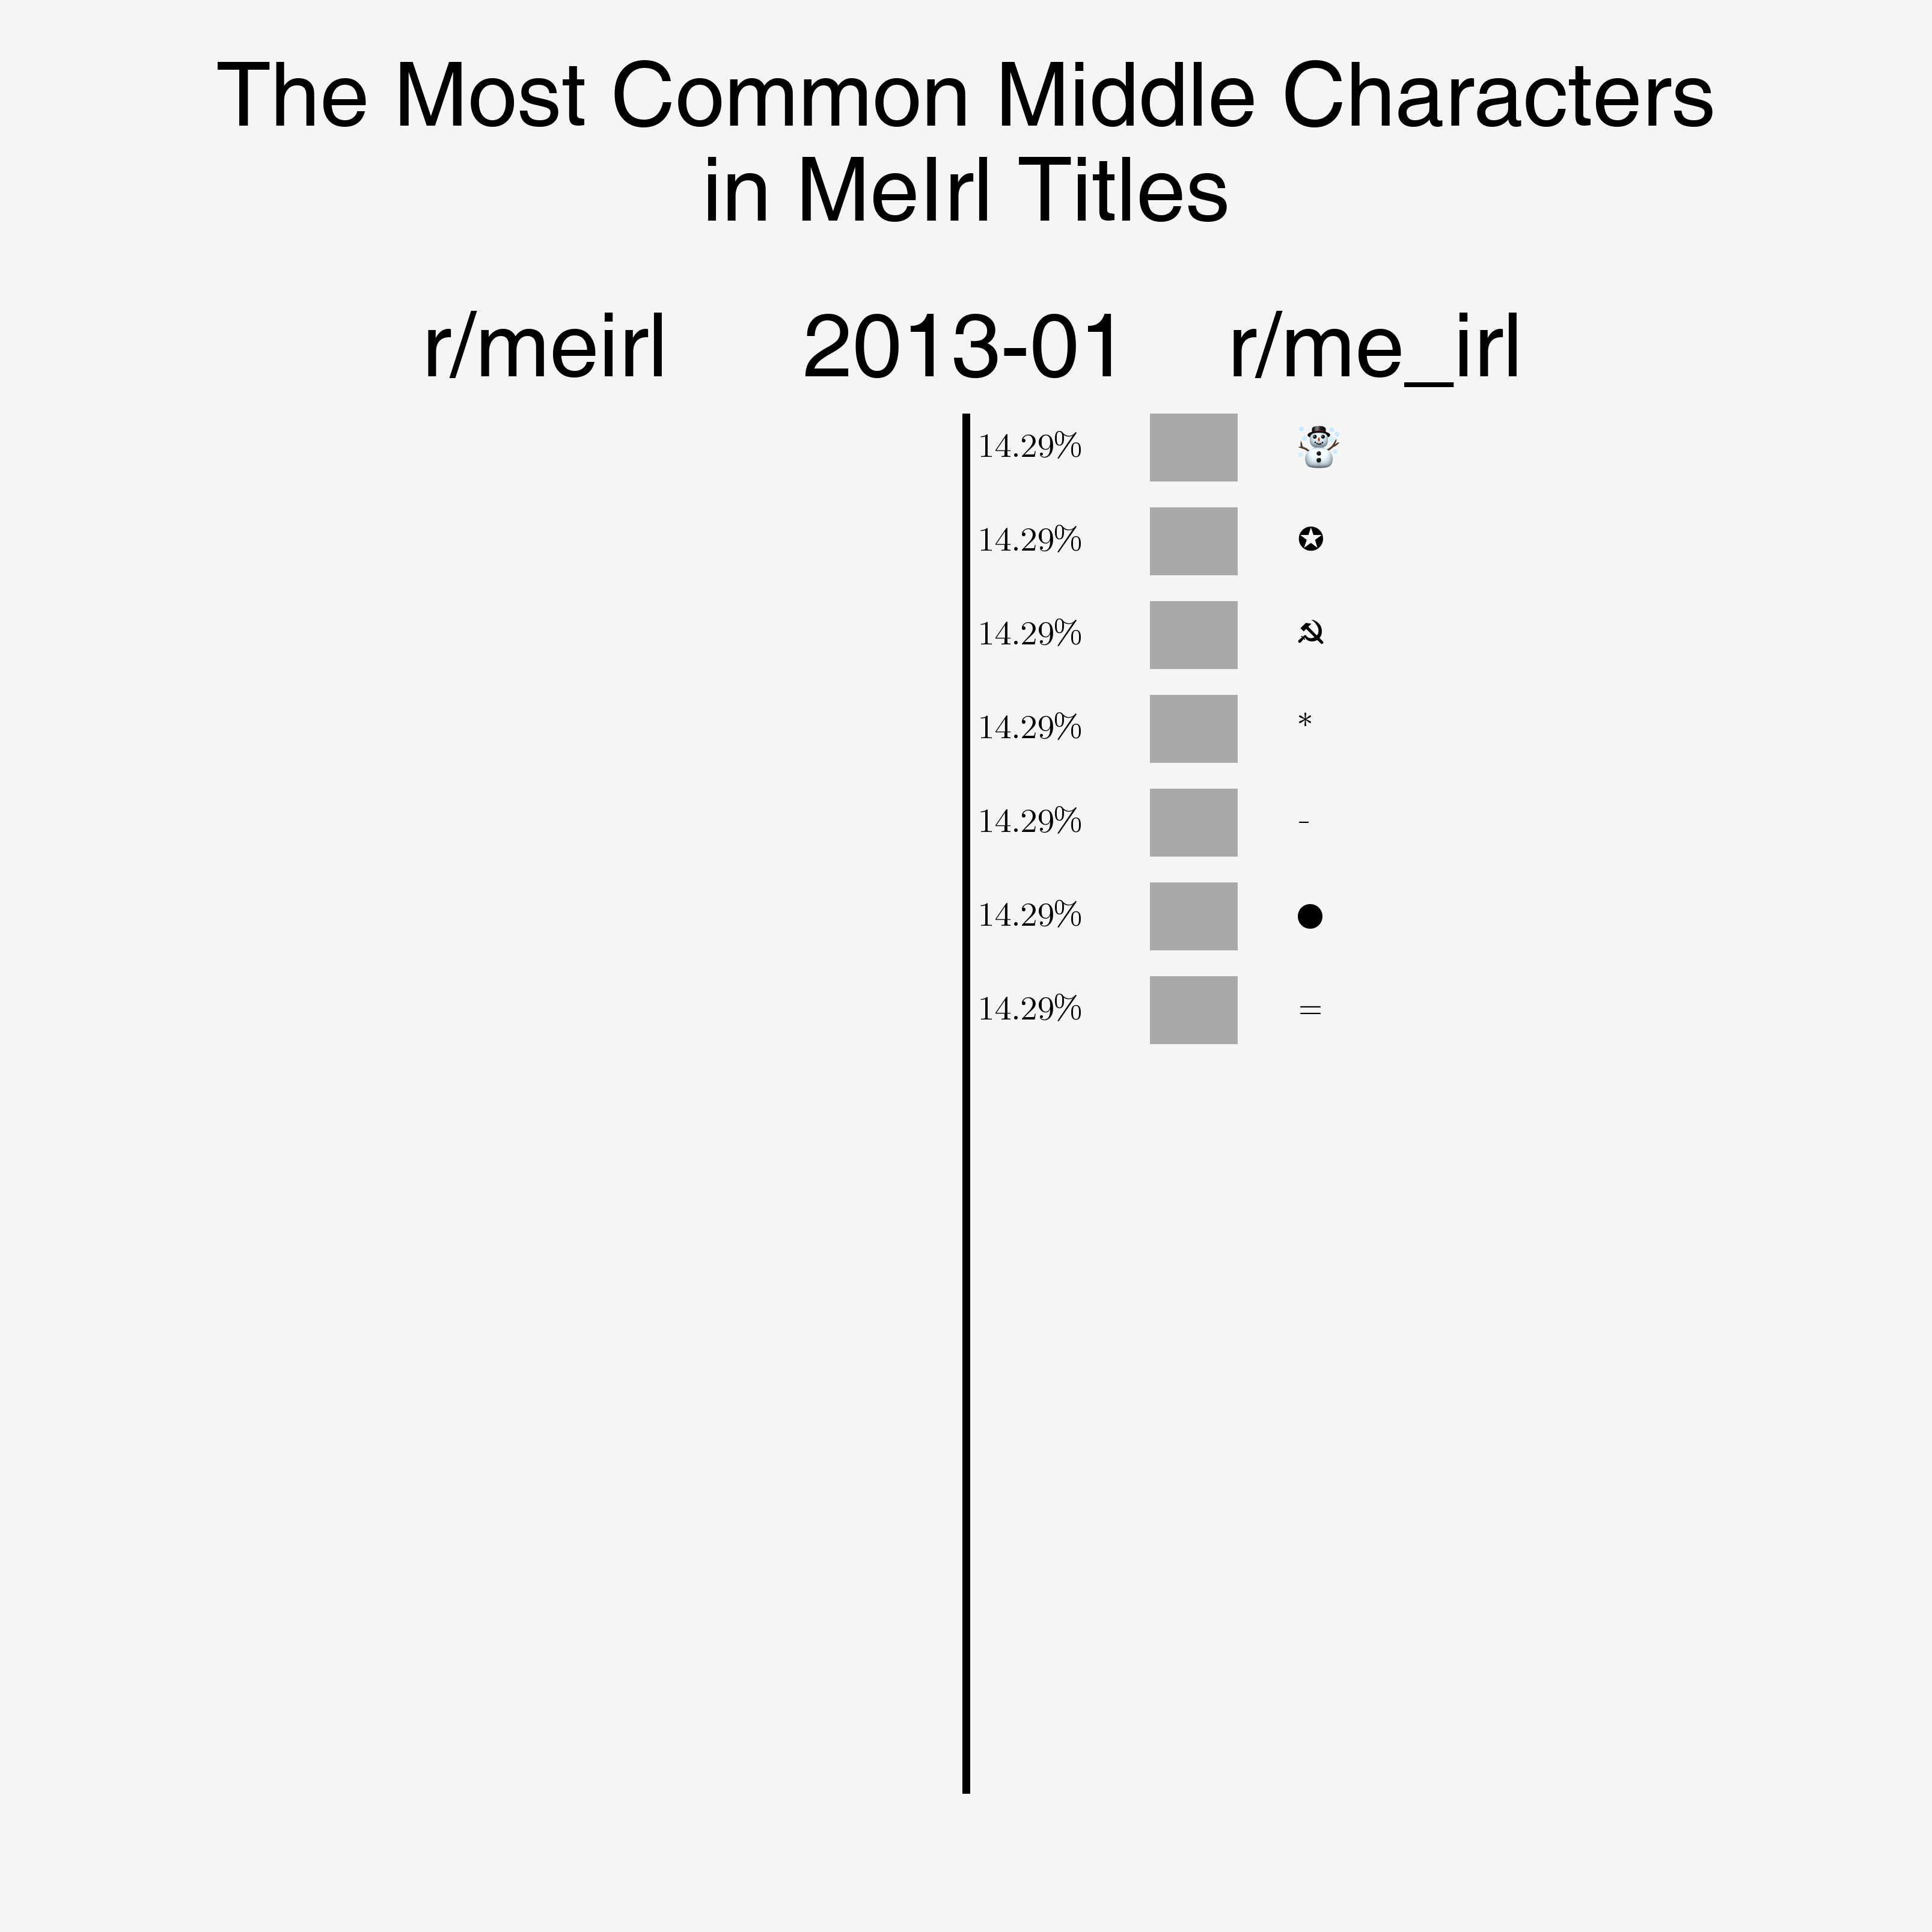 The Most Common Middle Characters
in MeIrl Titles
r/meirl 2013-01 r/me_irl
14.29% ☃️
14.29% ✪
14.29% ☭
14.29% *
14.29% -
14.29% ●
14.29% =